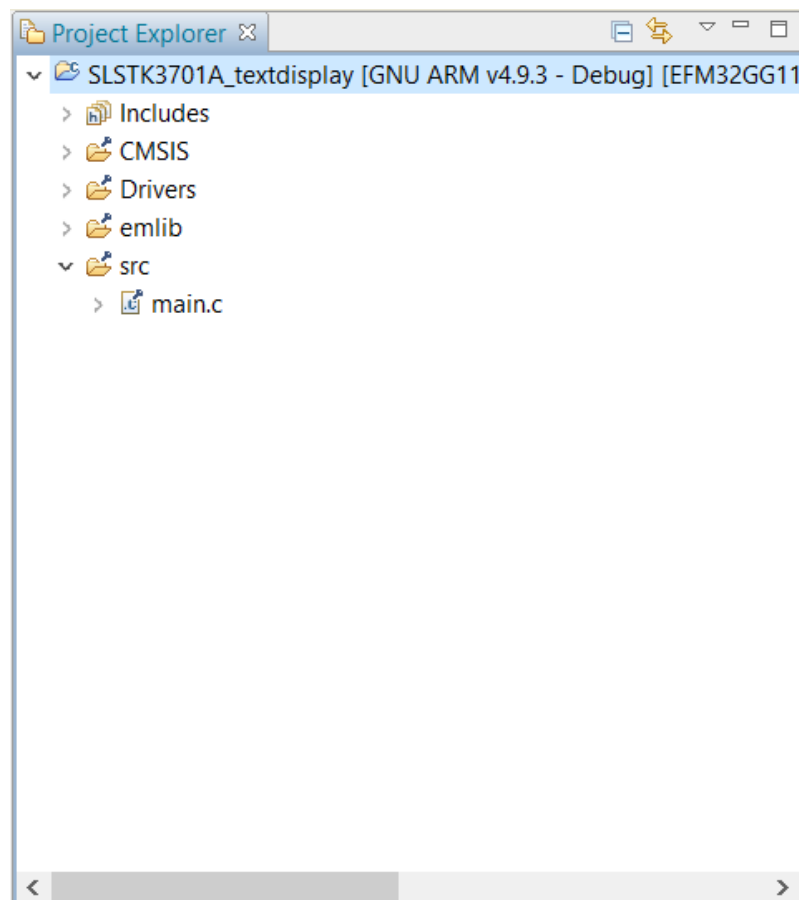 Project Explorer
SLSTK3701A_textdisplay [GNU ARM v4.9.3 - Debug] [EFM32GG11
Includes
CMSIS
Drivers
emlib
src
main.c